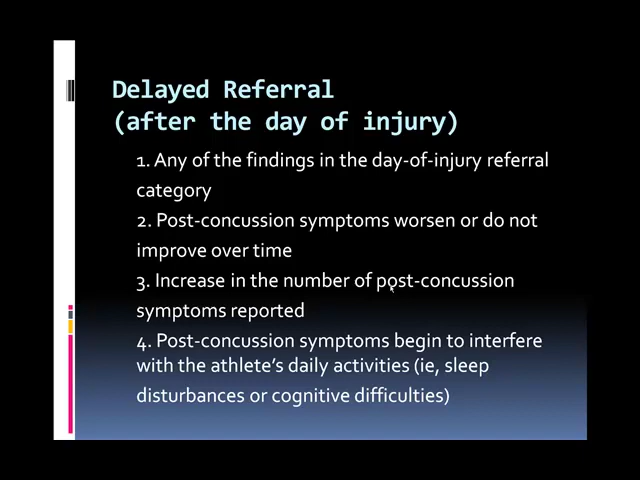 Delayed Referral
(after the day of injury)
1. Any of the findings in the day-of-injury referral
category
2. Post-concussion symptoms worsen or do not
improve over time
3. Increase in the number of post-concussion
symptoms reported
4. Post-concussion symptoms begin to interfere
with the athlete's daily activities (ie, sleep
disturbances or cognitive difficulties)